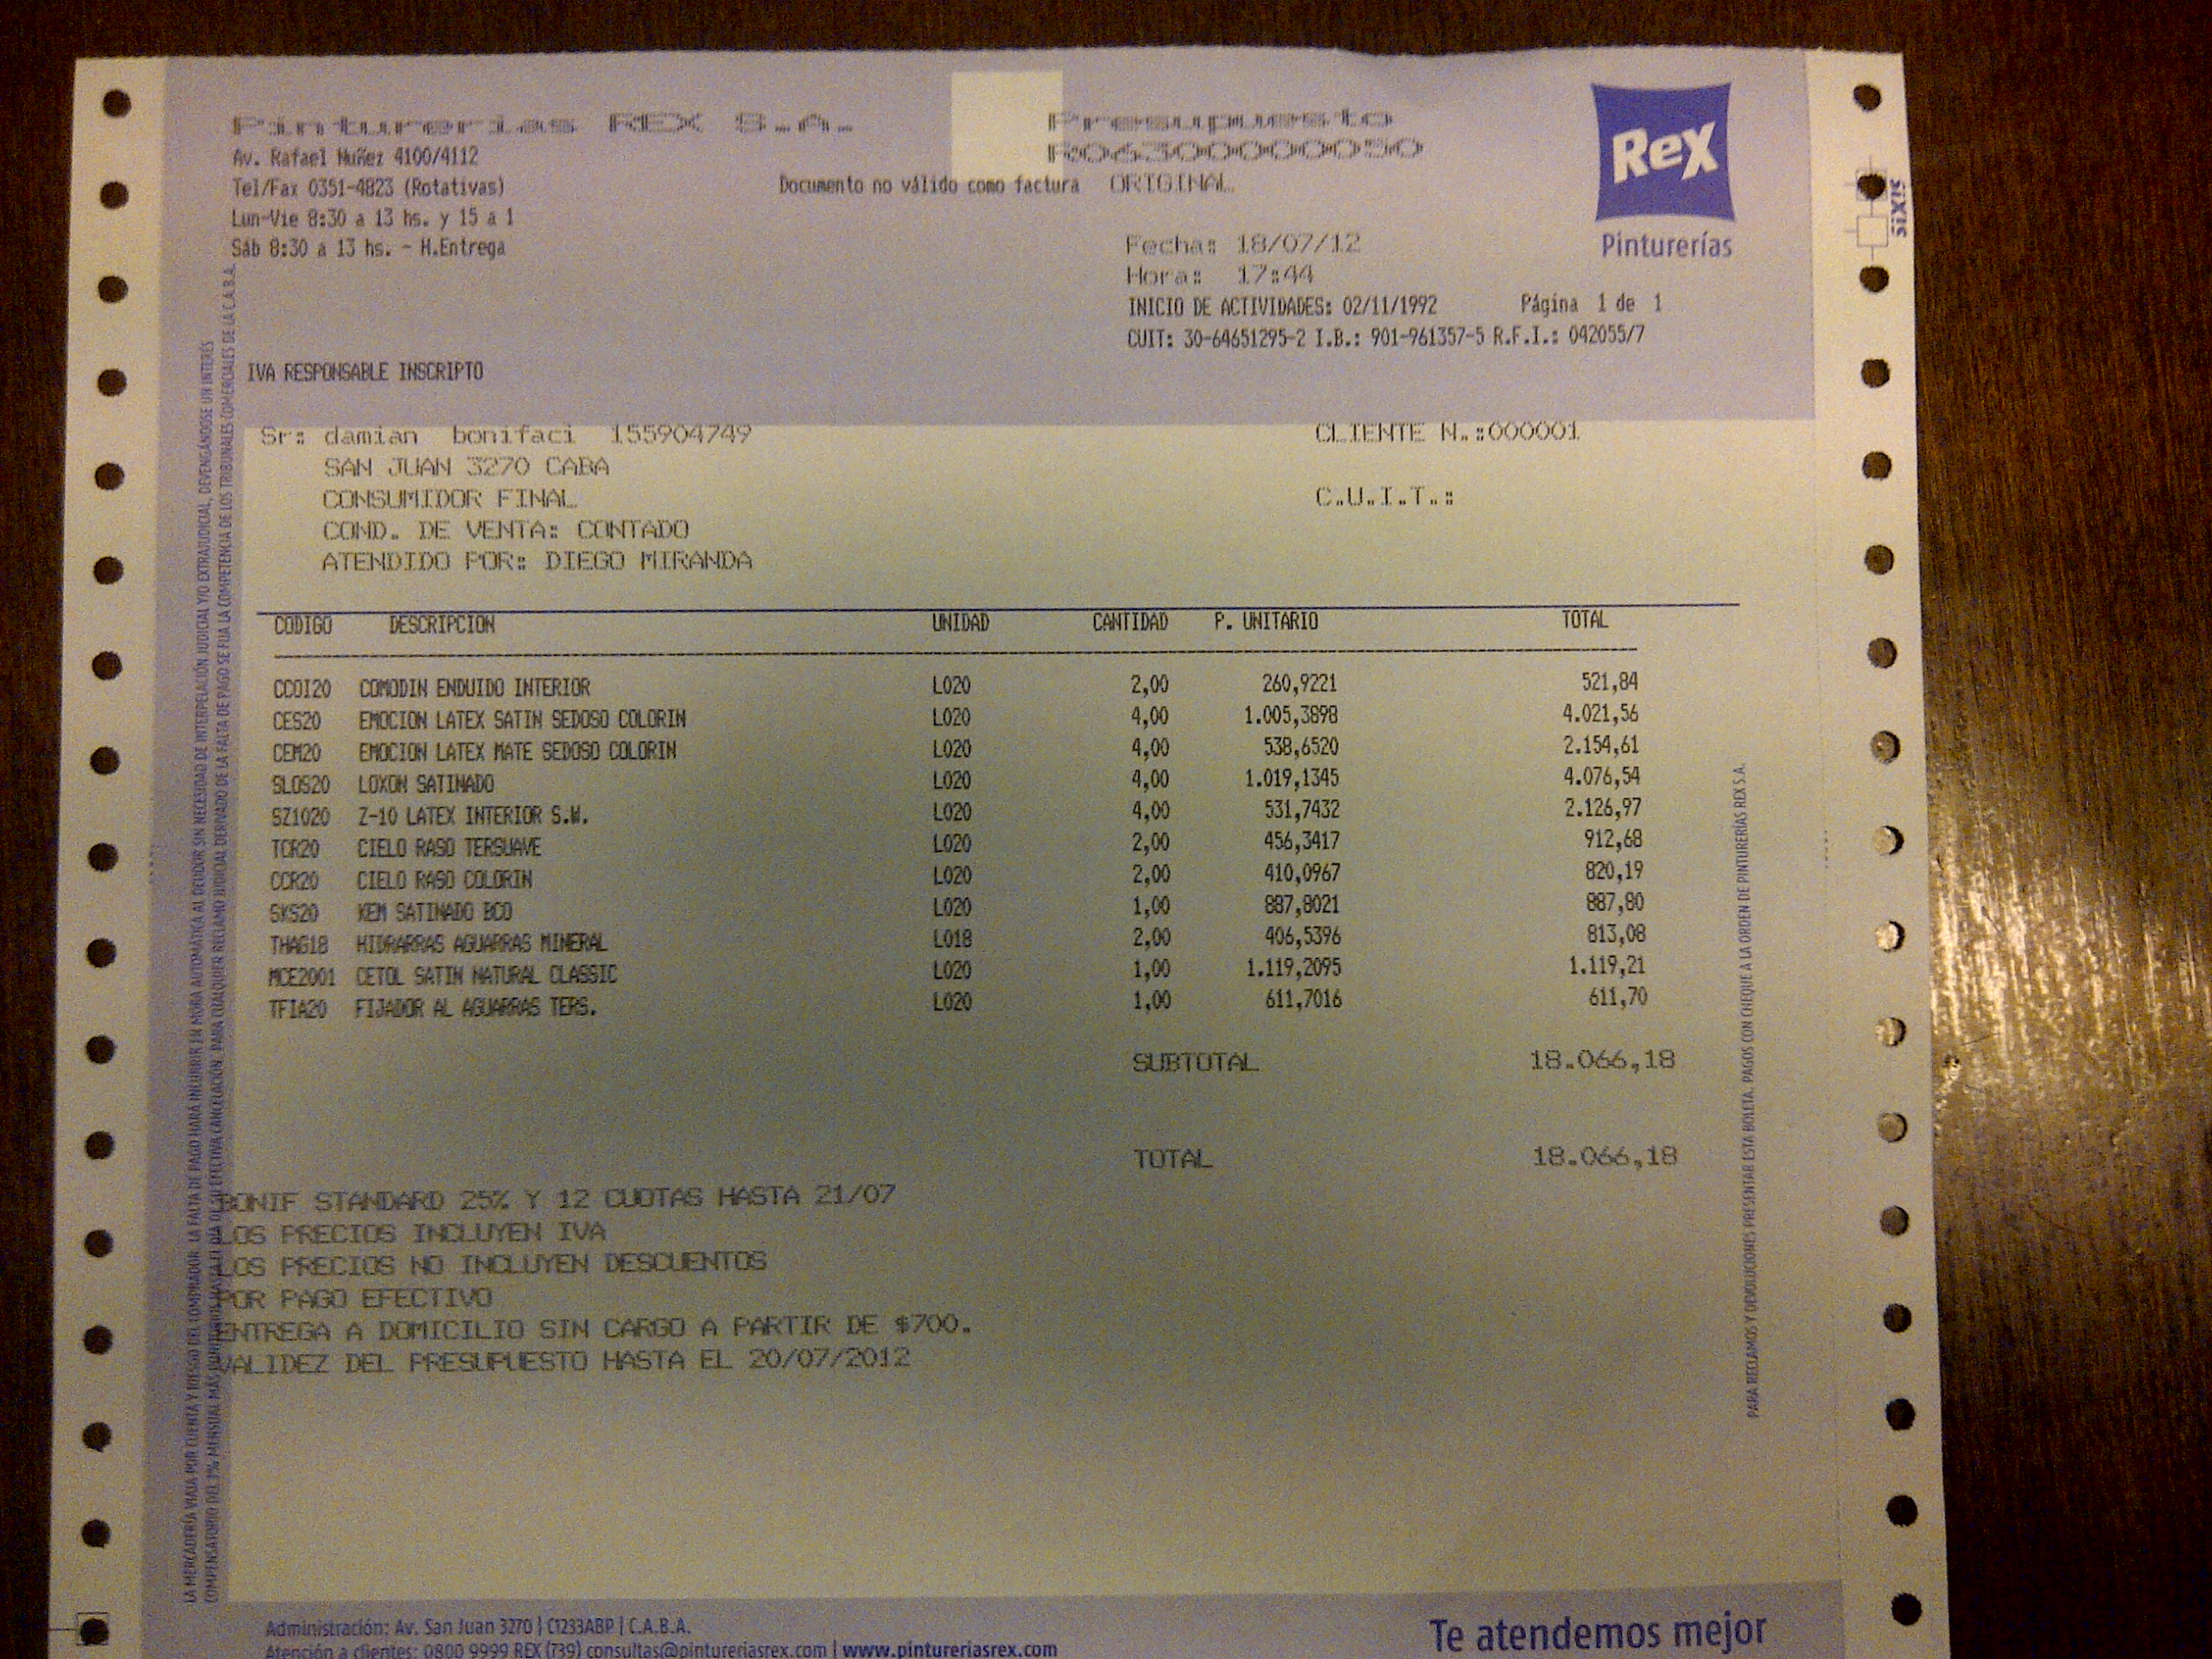 Pinturerias REX S.A.
Av. Rafael Núñez 4100/4112
Tel/Fax 0351-4823 (Rotativas)
Lun-Vie 8:30 a 13 hs. y 15 a 1
Sáb 8:30 a 13 hs. - H.Entrega
Documento no válido como factura ORIGINAL
Presupuesto
Fecha: 18/07/12
Hora: 17:44
INICIO DE ACTIVIDADES: 02/11/1992 Página 1 de 1
CUIT: 30-64651295-2 I.B.: 901-961357-5 R.F.I.: 042055/7
Rex
Pinturerías
IVA RESPONSABLE INSCRIPTO
Sr: damian bonifaci 155904749 CLIENTE N.:000001
SAN JUAN 3270 CABA
CONSUMIDOR FINAL C.U.I.T.:
COND. DE VENTA: CONTADO
ATENDIDO POR: DIEGO MIRANDA
CODIGO DESCRIPCION UNIDAD CANTIDAD P. UNITARIO TOTAL
COOI20 COMODIN ENDUIDO INTERIOR L020 2,00 260,9221 521,84
CES20 EMOCION LATEX SATIN SEDOSO COLORIN L020 4,00 1.005,3898 4.021,56
CEM20 EMOCION LATEX MATE SEDOSO COLORIN L020 4,00 538,6520 2.154,61
SLOS20 LOXON SATINADO L020 4,00 1.019,1345 4.076,54
SZ1020 Z-10 LATEX INTERIOR S.W. L020 4,00 531,7432 2.126,97
TCR20 CIELO RASO TERSUAVE L020 2,00 456,3417 912,68
CCR20 CIELO RASO COLORIN L020 2,00 410,0967 820,19
SKS20 KEM SATINADO BCO L020 1,00 887,8021 887,80
THAG18 HIDWARRAS AGUARRAS MINERAL L018 2,00 406,5396 813,08
MCE2001 CETOL SATIN NATURAL CLASSIC L020 1,00 1.119,2095 1.119,21
TFIA20 FIJADOR AL AGUARRAS TERS. L020 1,00 611,7016 611,70
SUBTOTAL 18.066,18
TOTAL 18.066,18
BONIF STANDARD 25% Y 12 CUOTAS HASTA 21/07
LOS PRECIOS INCLUYEN IVA
LOS PRECIOS NO INCLUYEN DESCUENTOS
POR PAGO EFECTIVO
ENTREGA A DOMICILIO SIN CARGO A PARTIR DE $700.
VALIDEZ DEL PRESUPUESTO HASTA EL 20/07/2012
LA MERCADERÍA VIAJA POR CUENTA Y RIESGO DEL COMPRADOR. LA FALTA DE PAGO HARÁ INCURRIR EN MORA AUTOMÁTICA AL DEUDOR SIN NECESIDAD DE INTERPELACIÓN JUDICIAL Y/O EXTRAJUDICIAL, DEVENGÁNDOSE UN INTERÉS
COMPENSATORIO DEL 3% MENSUAL MÁS PUNITORIOS HASTA EL DÍA DE SU EFECTIVA CANCELACIÓN. PARA CUALQUIER RECLAMO JUDICIAL DERIVADO DE LA FALTA DE PAGO SE FIJA LA COMPETENCIA DE LOS TRIBUNALES COMERCIALES DE LA C.A.B.A.
PARA RECLAMOS Y DEVOLUCIONES PRESENTAR ESTA BOLETA. PAGOS CON CHEQUE A LA ORDEN DE PINTURERÍAS REX S.A.
Administración: Av. San Juan 3270 | C1233ABP | C.A.B.A.
Atención a clientes: 0800 9999 REX (739) consultas@pintureriasrex.com | www.pintureriasrex.com
Te atendemos mejor
SIXIS